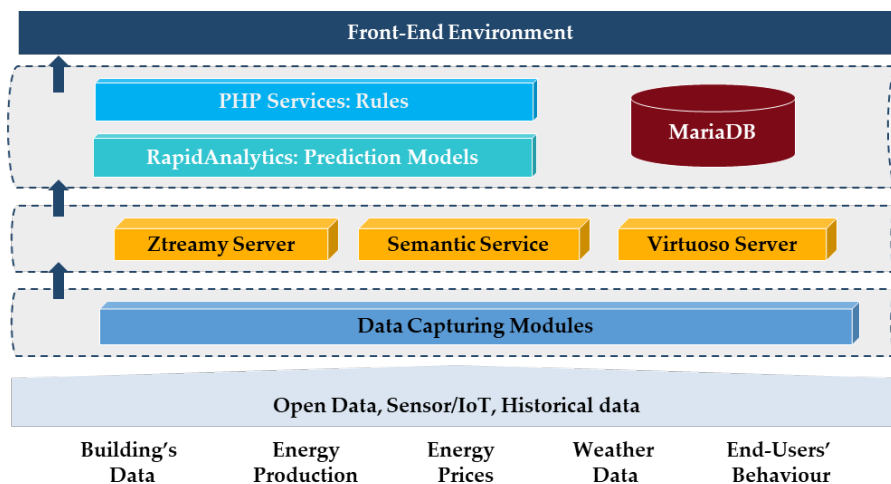 Front-End Environment
PHP Services: Rules
MariaDB
RapidAnalytics: Prediction Models
Ztreamy Server
Semantic Service
Virtuoso Server
Data Capturing Modules
Open Data, Sensor/IoT, Historical data
Building's
Data
Energy
Production
Energy
Prices
Weather
Data
End-Users'
Behaviour